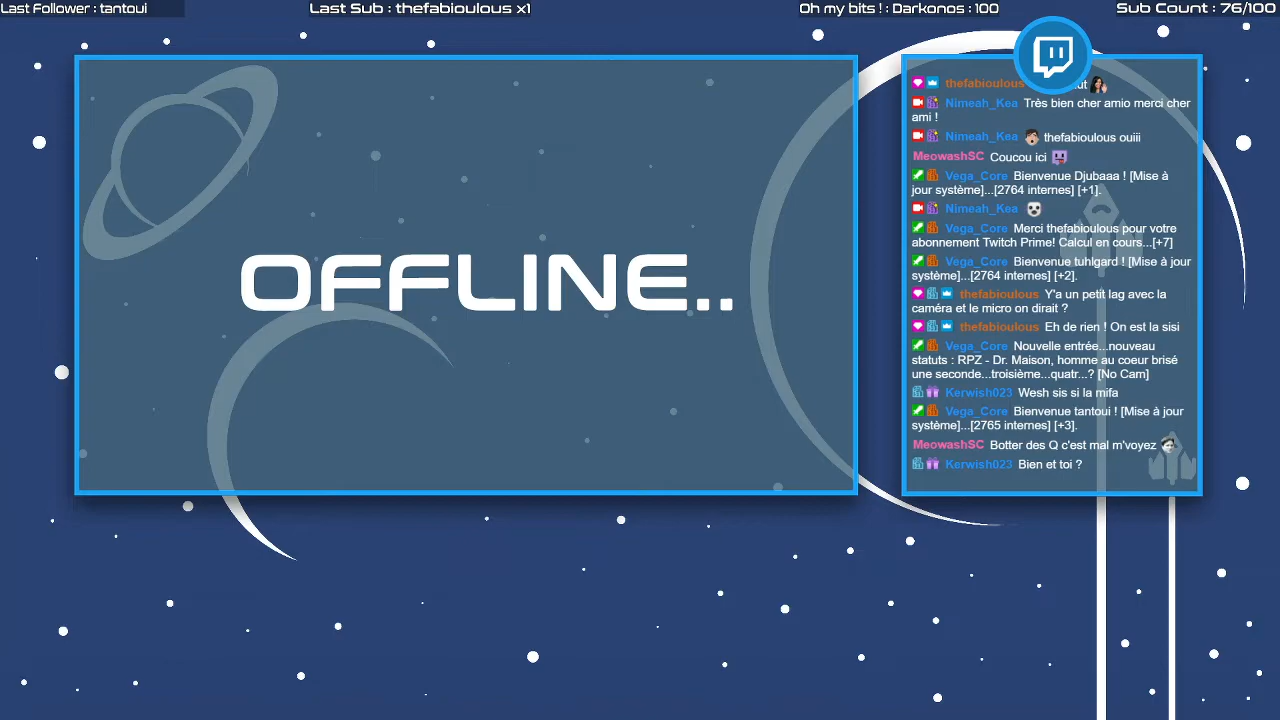 Last Follower : tantoui
Last Sub : thefabioulous x1
Oh my bits ! : Darkonos : 100
Sub Count : 76/100
OFFLINE..
thefabioulous
Nimeah_Kea Très bien cher amio merci cher
ami !
Nimeah_Kea thefabioulous ouiii
MeowashSC Coucou ici
Vega_Core Bienvenue Djubaaa ! [Mise à
jour système]...[2764 internes] [+1].
Nimeah_Kea
Vega_Core Merci thefabioulous pour votre
abonnement Twitch Prime! Calcul en cours...[+7]
Vega_Core Bienvenue tuhlgard ! [Mise à jour
système]...[2764 internes] [+2].
thefabioulous Y'a un petit lag avec la
caméra et le micro on dirait ?
thefabioulous Eh de rien ! On est la sisi
Vega_Core Nouvelle entrée...nouveau
statuts : RPZ - Dr. Maison, homme au coeur brisé
une seconde...troisième...quatr...? [No Cam]
Kerwish023 Wesh sis si la mifa
Vega_Core Bienvenue tantoui ! [Mise à jour
système]...[2765 internes] [+3].
MeowashSC Botter des Q c'est mal m'voyez
Kerwish023 Bien et toi ?